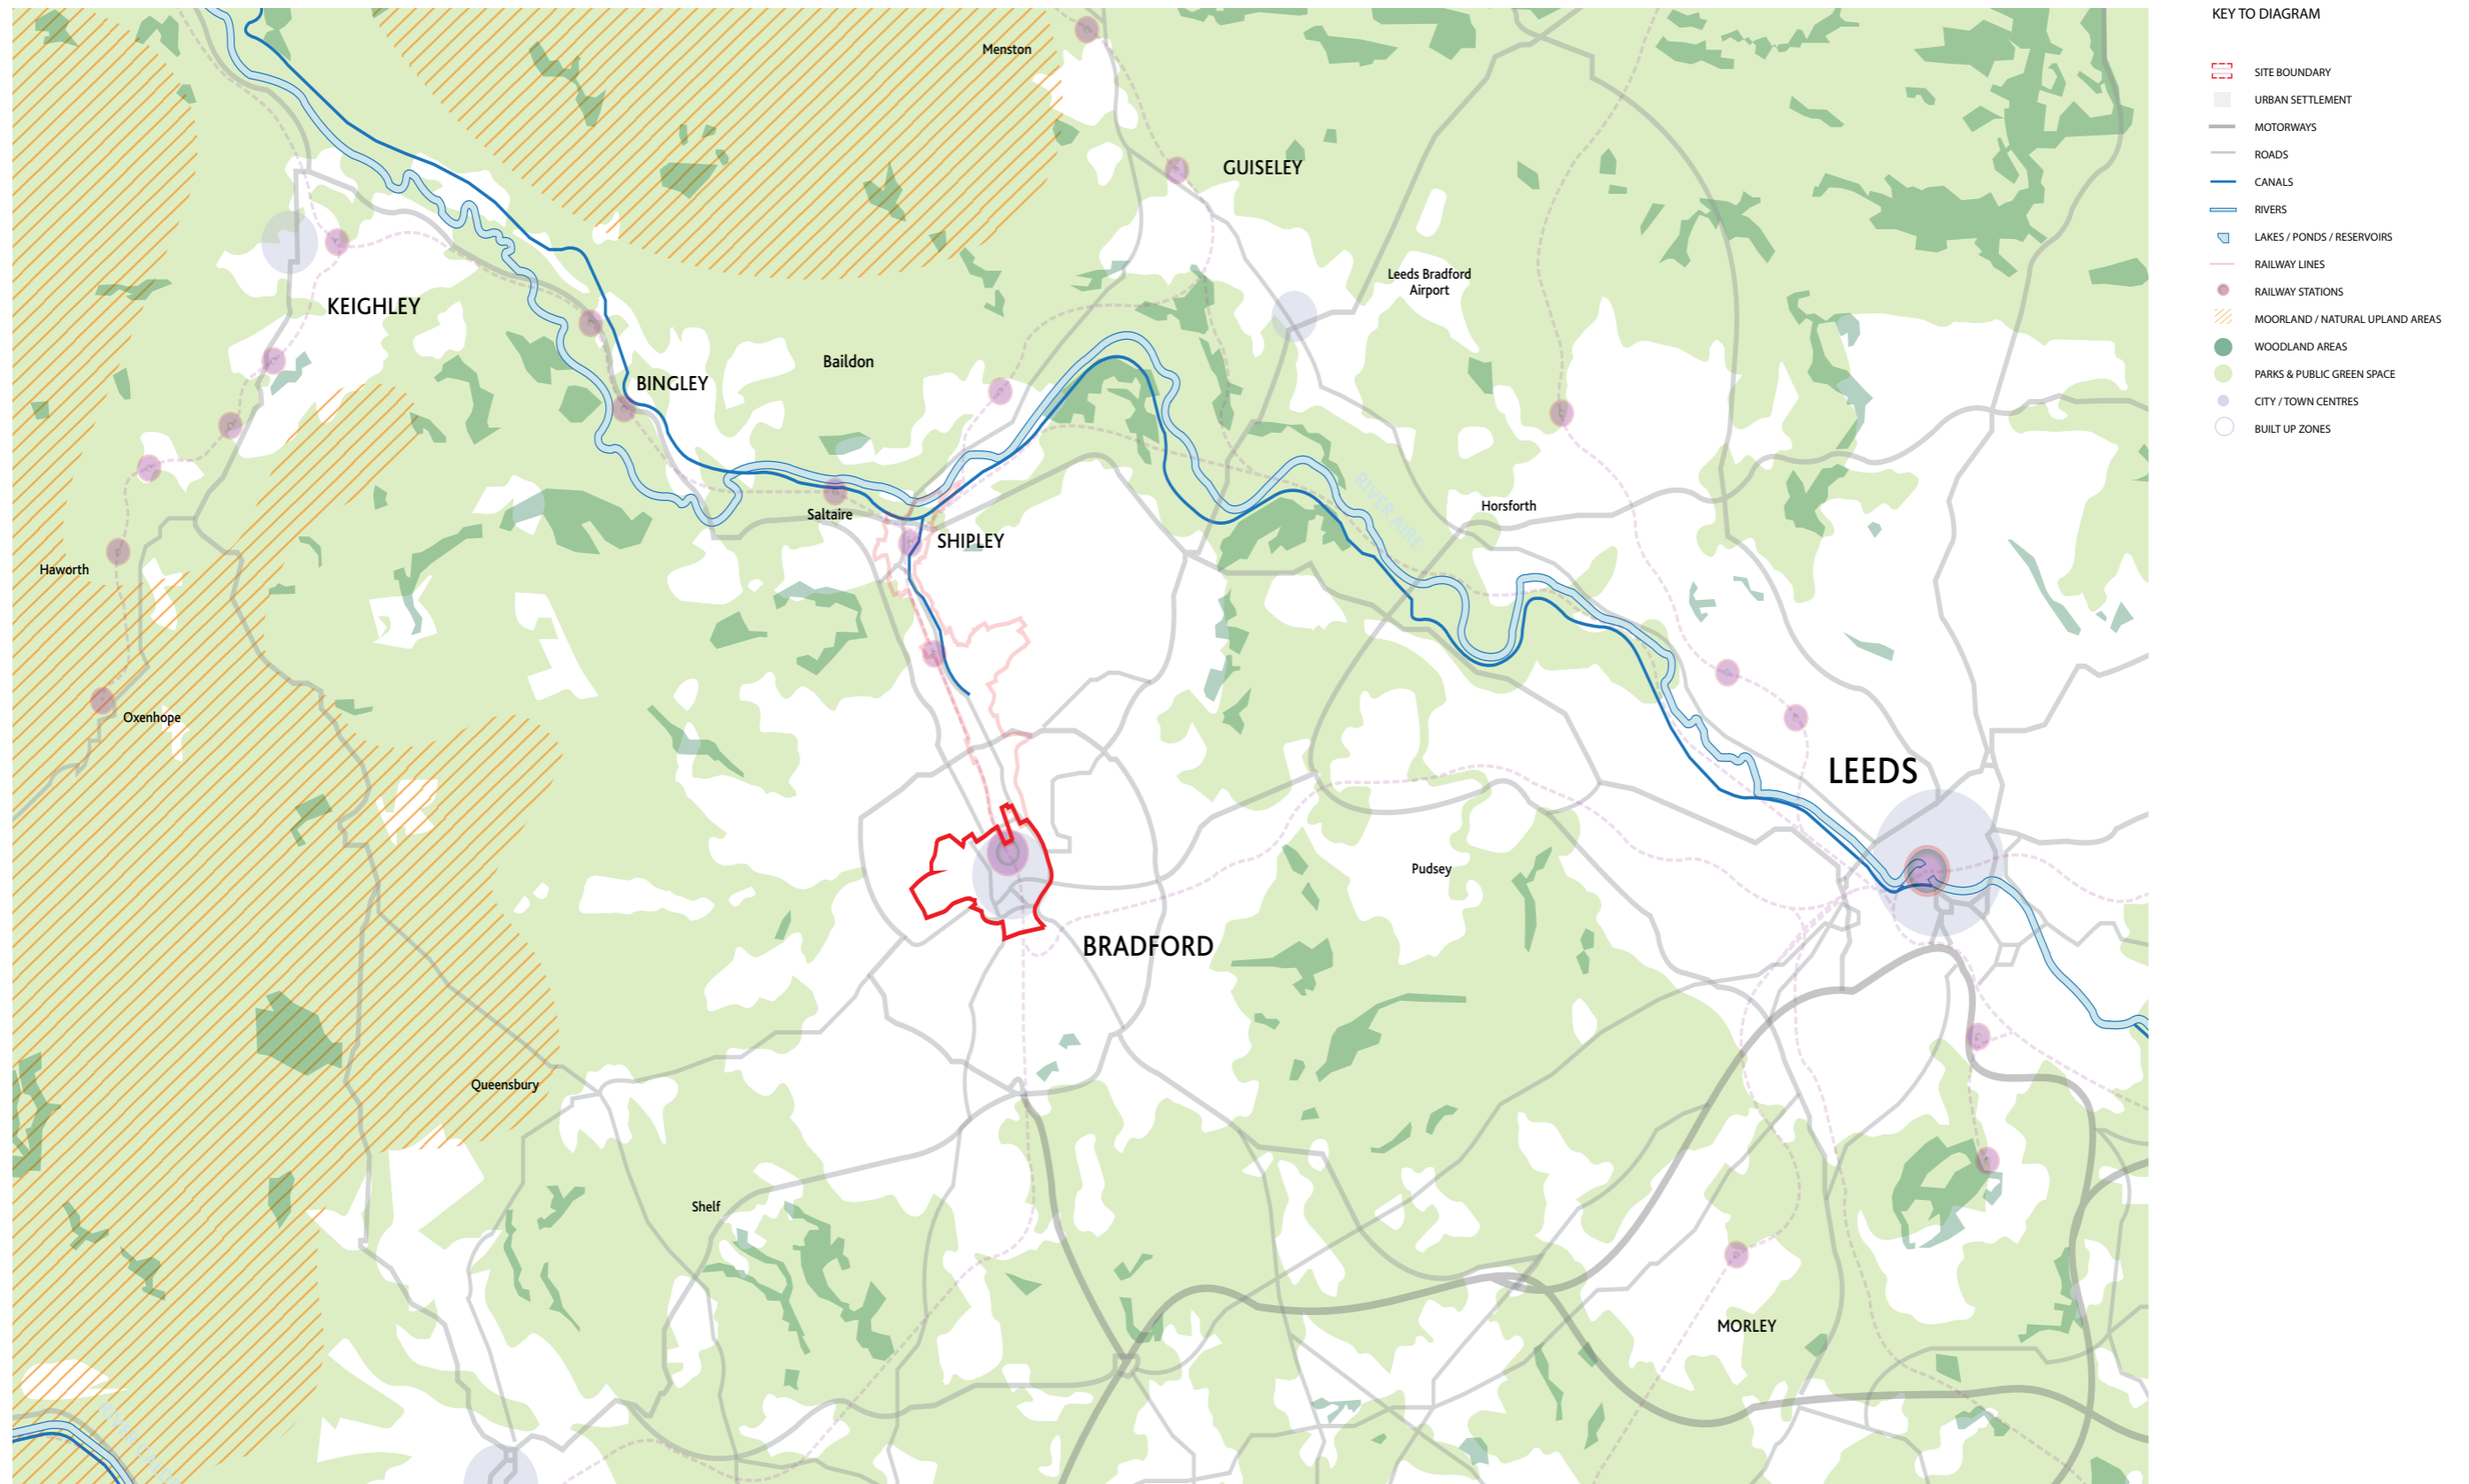 KEY TO DIAGRAM
SITE BOUNDARY
URBAN SETTLEMENT
MOTORWAYS
ROADS
CANALS
RIVERS
LAKES / PONDS / RESERVOIRS
RAILWAY LINES
RAILWAY STATIONS
MOORLAND / NATURAL UPLAND AREAS
WOODLAND AREAS
PARKS & PUBLIC GREEN SPACE
CITY / TOWN CENTRES
BUILT UP ZONES
Menston
GUISELEY
Leeds Bradford
Airport
KEIGHLEY
Baildon
BINGLEY
RIVER AIRE
Horsforth
Saltaire
SHIPLEY
Haworth
Oxenhope
LEEDS
Pudsey
BRADFORD
Queensbury
Shelf
MORLEY